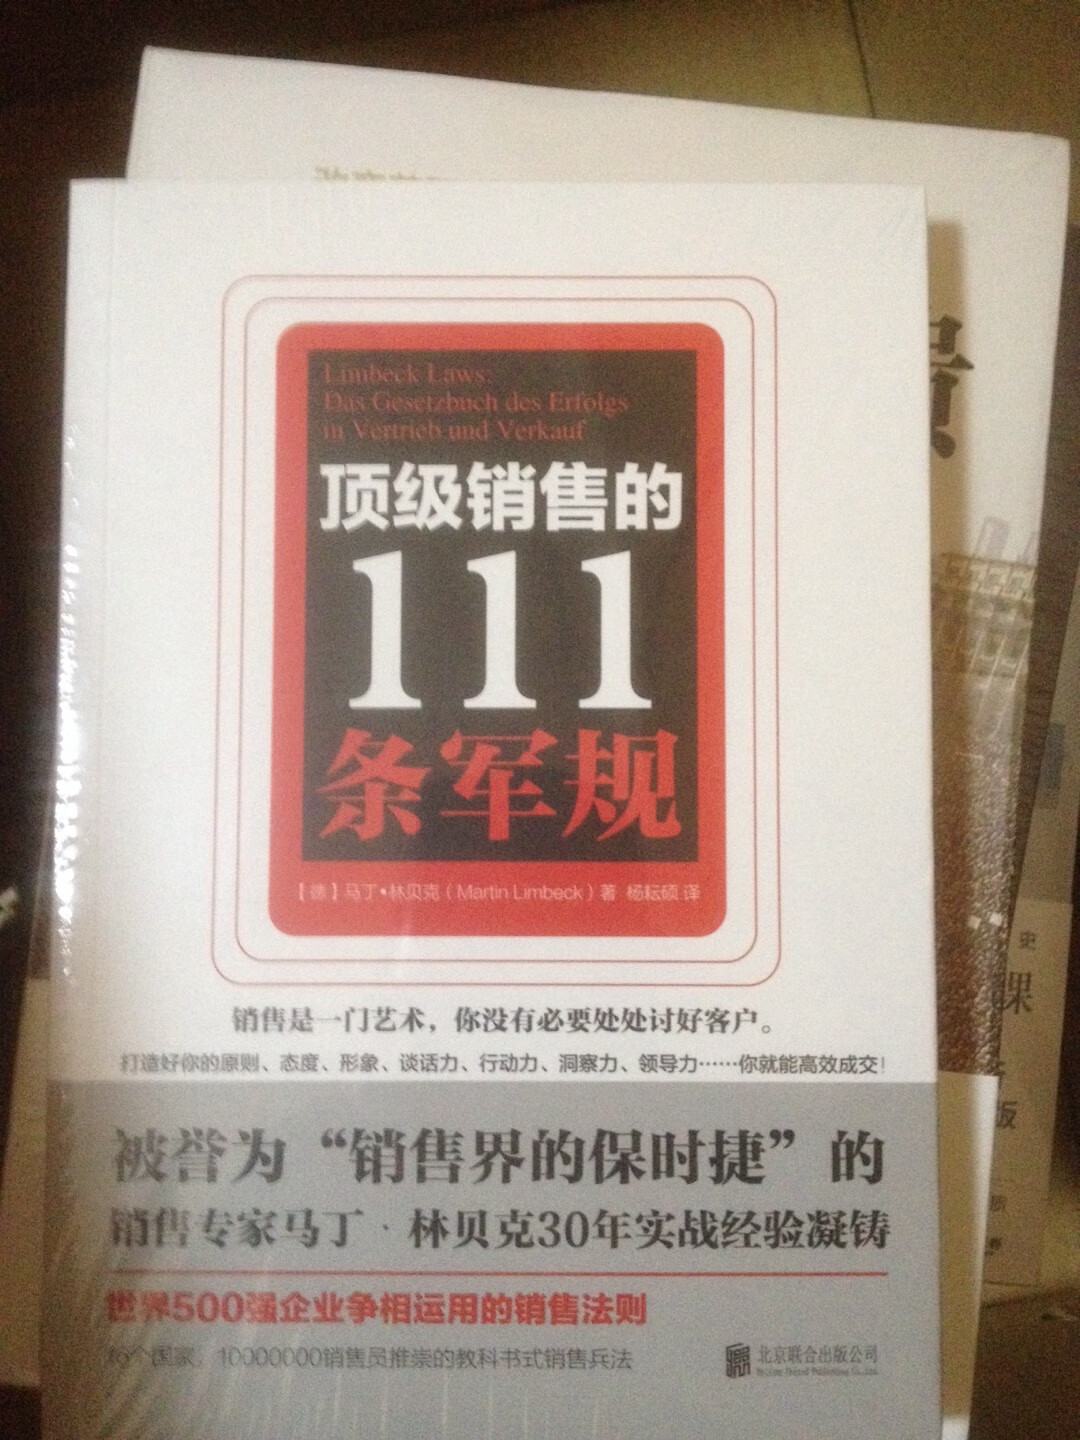 Limbeck Laws:
Das Gesetzbuch des Erfolgs
in Vertrieb und Verkauf
顶级销售的
111
条军规
【德】马丁·林贝克（Martin Limbeck）著 杨耘硕 译
销售是一门艺术，你没有必要处处讨好客户。
打造好你的原则、态度、形象、谈话力、行动力、洞察力、领导力……你就能高效成交！
被誉为“销售界的保时捷”的
销售专家马丁·林贝克30年实战经验凝铸
世界500强企业争相运用的销售法则
个国家，10000000销售员推崇的教科书式销售兵法
北京联合出版公司
Beijing United Publishing Co.,Ltd.
史
课
版